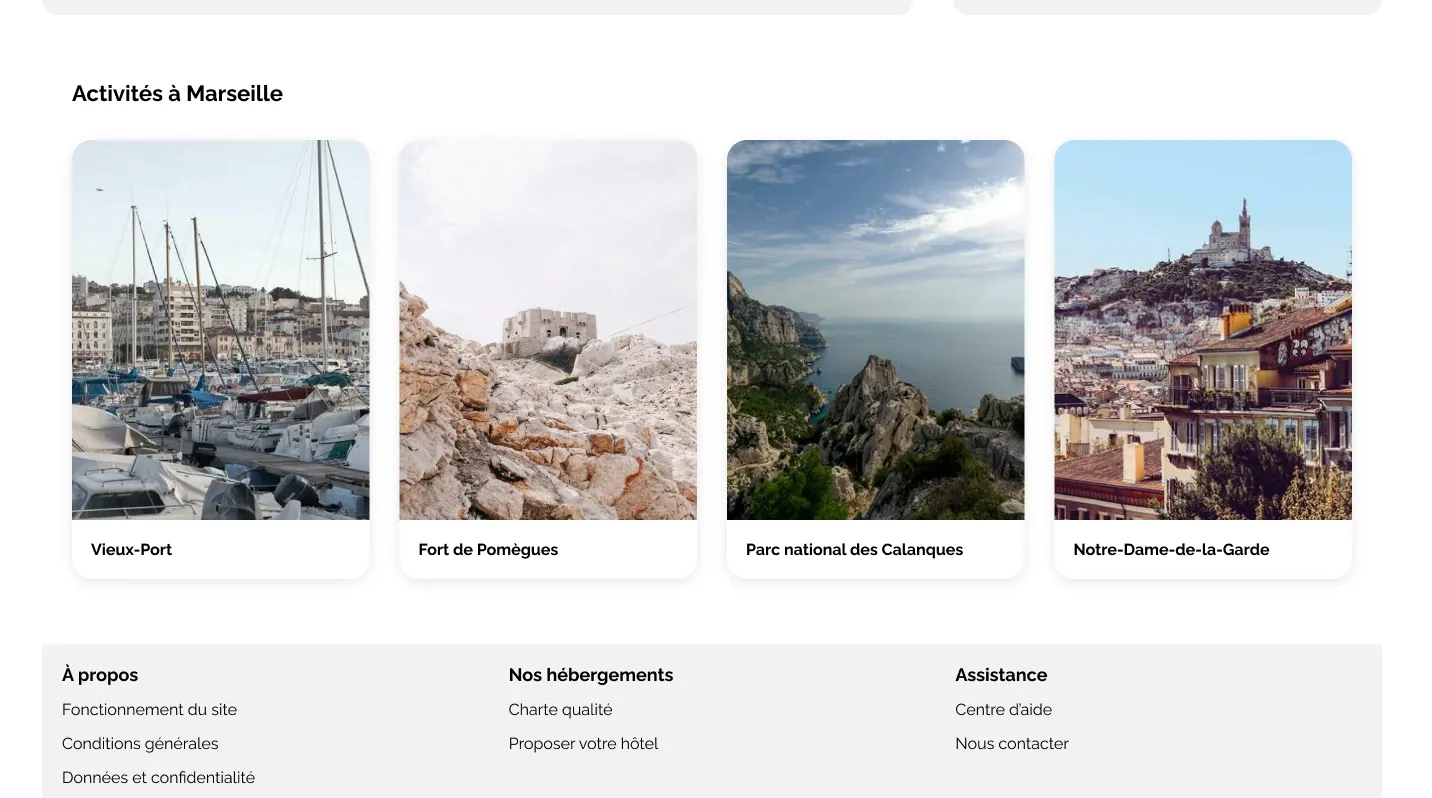 Activités à Marseille
Vieux-Port
Fort de Pomègues
Parc national des Calanques
Notre-Dame-de-la-Garde
À propos
Fonctionnement du site
Conditions générales
Données et confidentialité
Nos hébergements
Charte qualité
Proposer votre hôtel
Assistance
Centre d'aide
Nous contacter